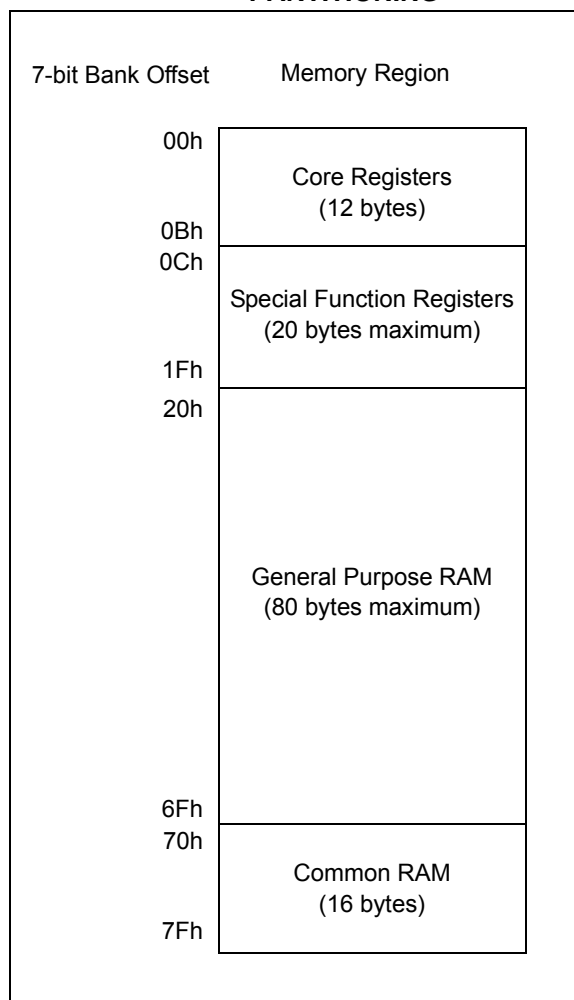 7-bit Bank Offset Memory Region
00h
Core Registers
(12 bytes)
0Bh
0Ch
Special Function Registers
(20 bytes maximum)
1Fh
20h
General Purpose RAM
(80 bytes maximum)
6Fh
70h
Common RAM
(16 bytes)
7Fh